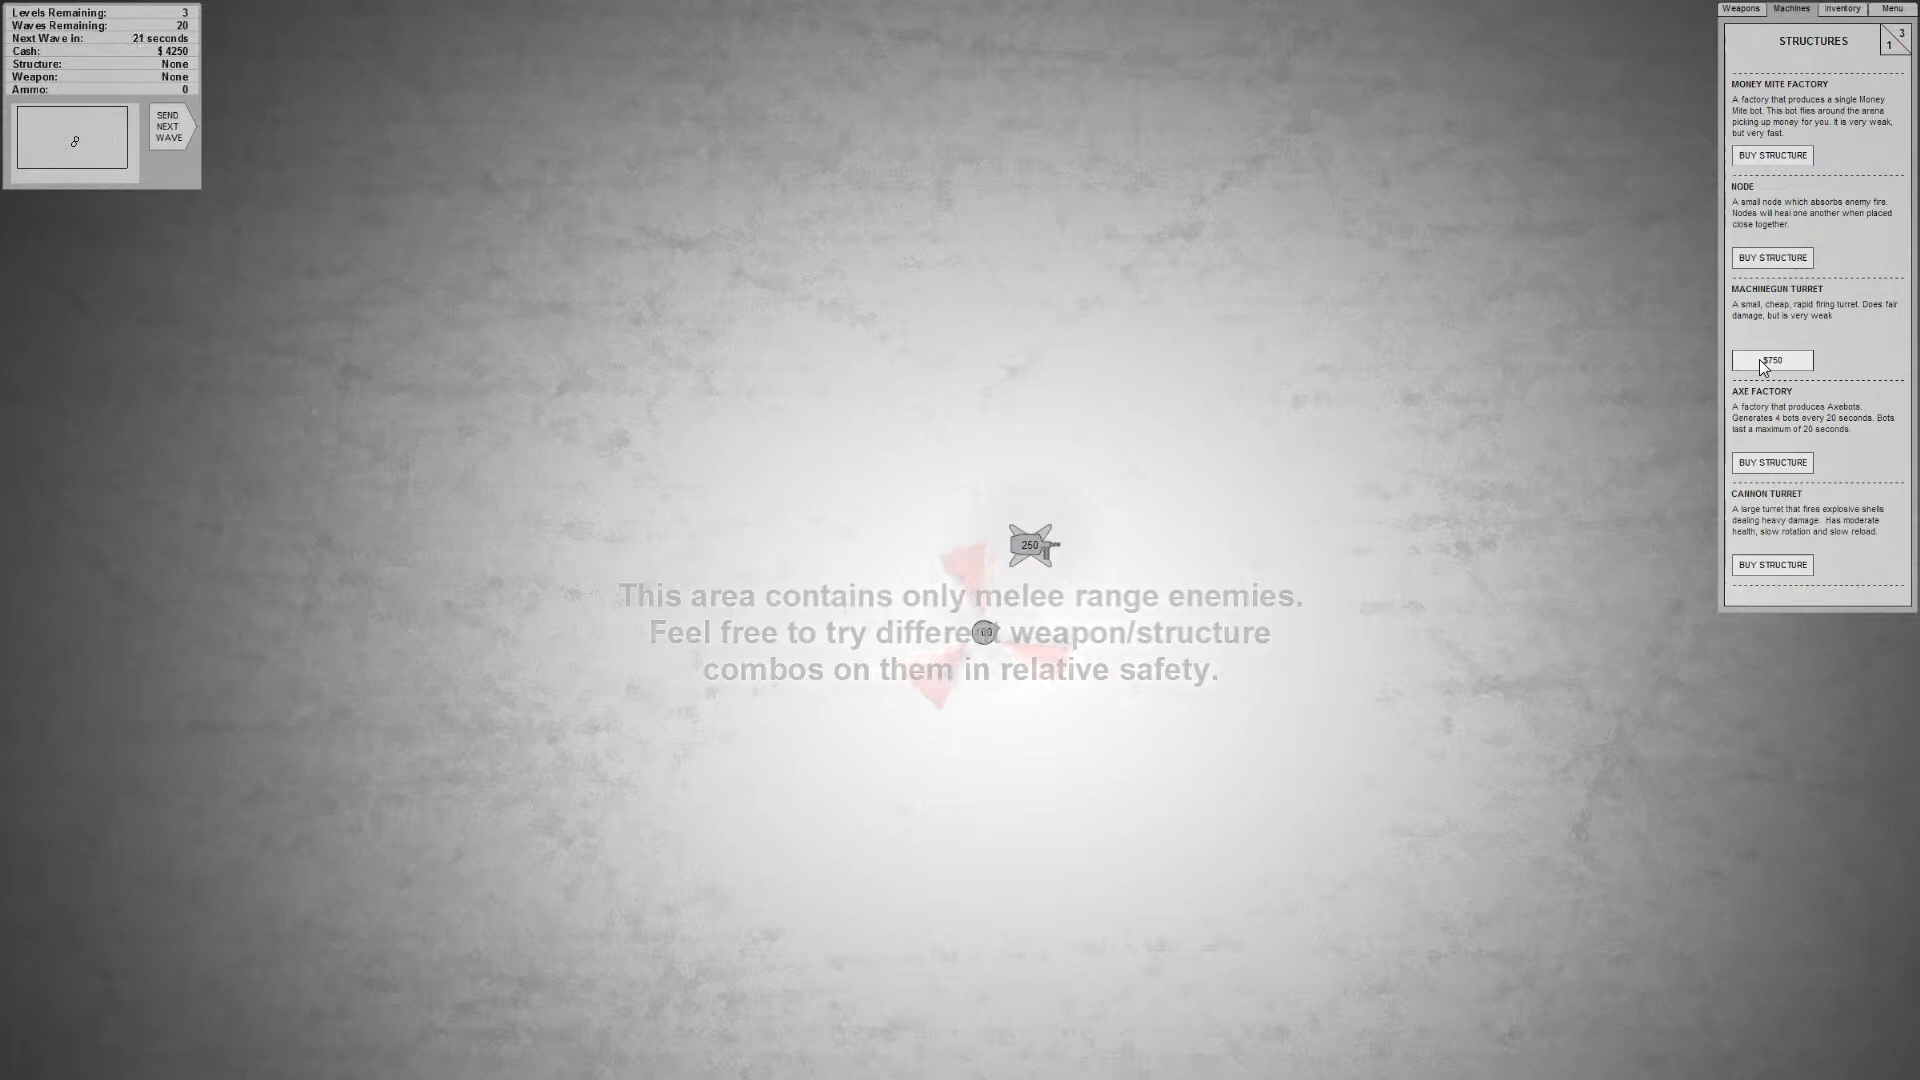 Levels Remaining: 3
Waves Remaining: 20
Next Wave in: 21 seconds
Cash: $ 4250
Structure: None
Weapon: None
Ammo: 0
SEND
NEXT
WAVE
Weapons Machines Inventory Menu
STRUCTURES
1 3
MONEY MITE FACTORY
A factory that produces a single Money
Mite bot. This bot flies around the arena
picking up money for you. It is very weak,
but very fast.
BUY STRUCTURE
NODE
A small node which absorbs enemy fire.
Nodes will heal one another when placed
close together.
BUY STRUCTURE
MACHINEGUN TURRET
A small, cheap, rapid firing turret. Does fair
damage, but is very weak
$750
AXE FACTORY
A factory that produces Axebots.
Generates 4 bots every 20 seconds. Bots
last a maximum of 20 seconds.
BUY STRUCTURE
CANNON TURRET
A large turret that fires explosive shells
dealing heavy damage. Has moderate
health, slow rotation and slow reload.
BUY STRUCTURE
250
This area contains only melee range enemies.
Feel free to try different weapon/structure
combos on them in relative safety.
100